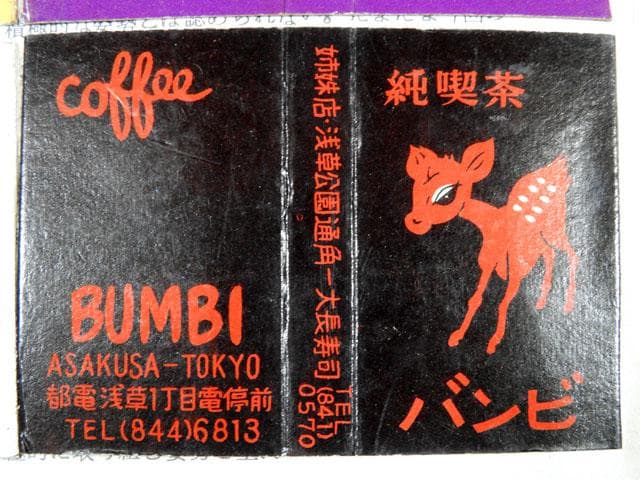 coffee
BUMBI
ASAKUSA-TOKYO
都電浅草1丁目電停前
TEL(844)6813
姉妹店・浅草公園通角一大長寿司 TEL(841)0570
純喫茶
バンビ